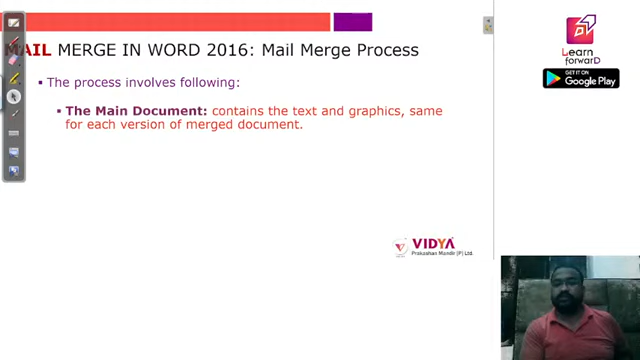 MAIL MERGE IN WORD 2016: Mail Merge Process
▪ The process involves following:
▪ The Main Document: contains the text and graphics, same
for each version of merged document.
VIDYA
Prakashan Mandir (P) Ltd.
Learn
forwarD
GET IT ON
Google Play